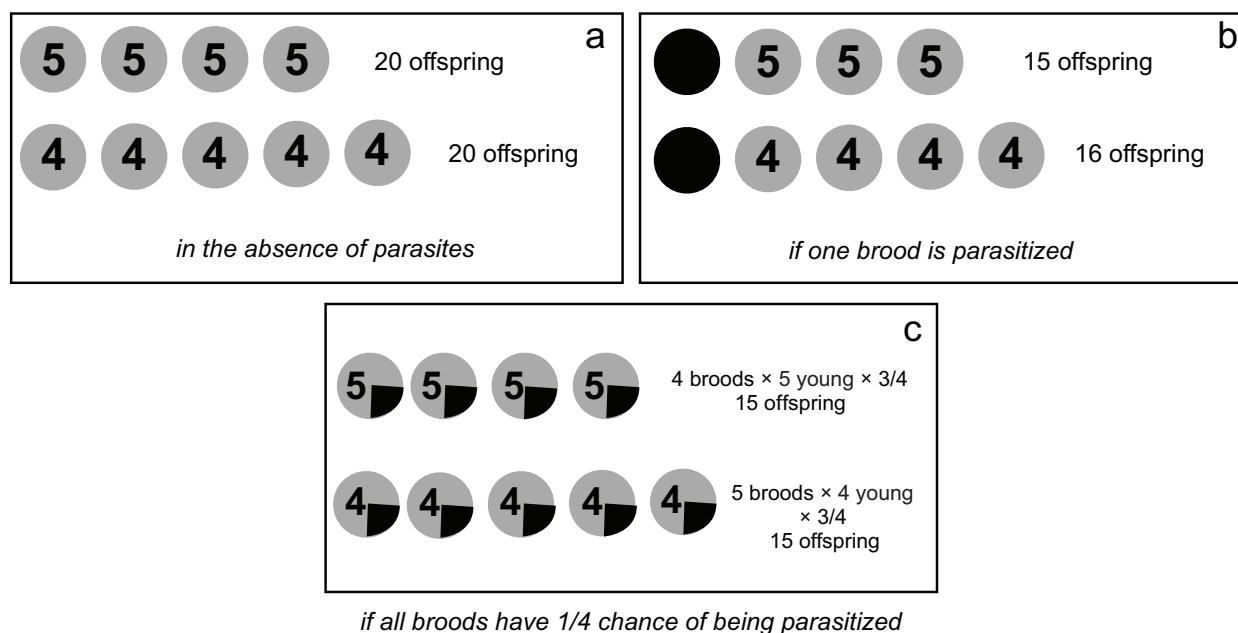 a
5 5 5 5 20 offspring
4 4 4 4 4 20 offspring
in the absence of parasites
b
5 5 5 15 offspring
4 4 4 4 16 offspring
if one brood is parasitized
c
5 5 5 5 4 broods × 5 young × 3/4
15 offspring
4 4 4 4 4 5 broods × 4 young
× 3/4
15 offspring
if all broods have 1/4 chance of being parasitized